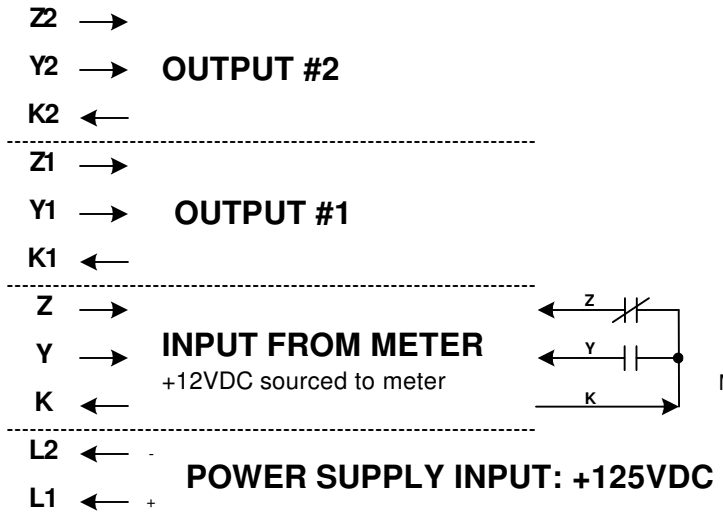 Z2
Y2 OUTPUT #2
K2
Z1
Y1 OUTPUT #1
K1
Z Z
Y INPUT FROM METER Y
+12VDC sourced to meter
K K
L2 -
POWER SUPPLY INPUT: +125VDC
L1 +